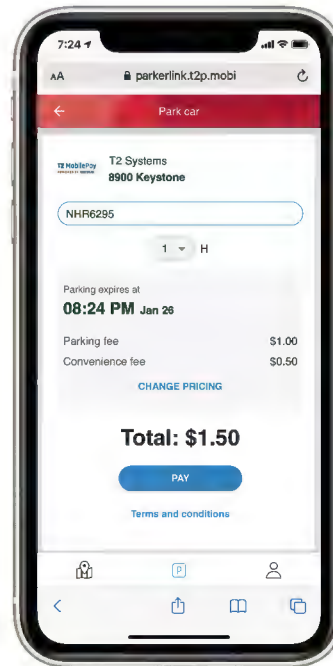 7:24
AA parkerlink.t2p.mobi
Park car
T2 MobilePay
T2 Systems
8900 Keystone
NHR6295
1 H
Parking expires at
08:24 PM Jan 26
Parking fee $1.00
Convenience fee $0.50
CHANGE PRICING
Total: $1.50
PAY
Terms and conditions
P